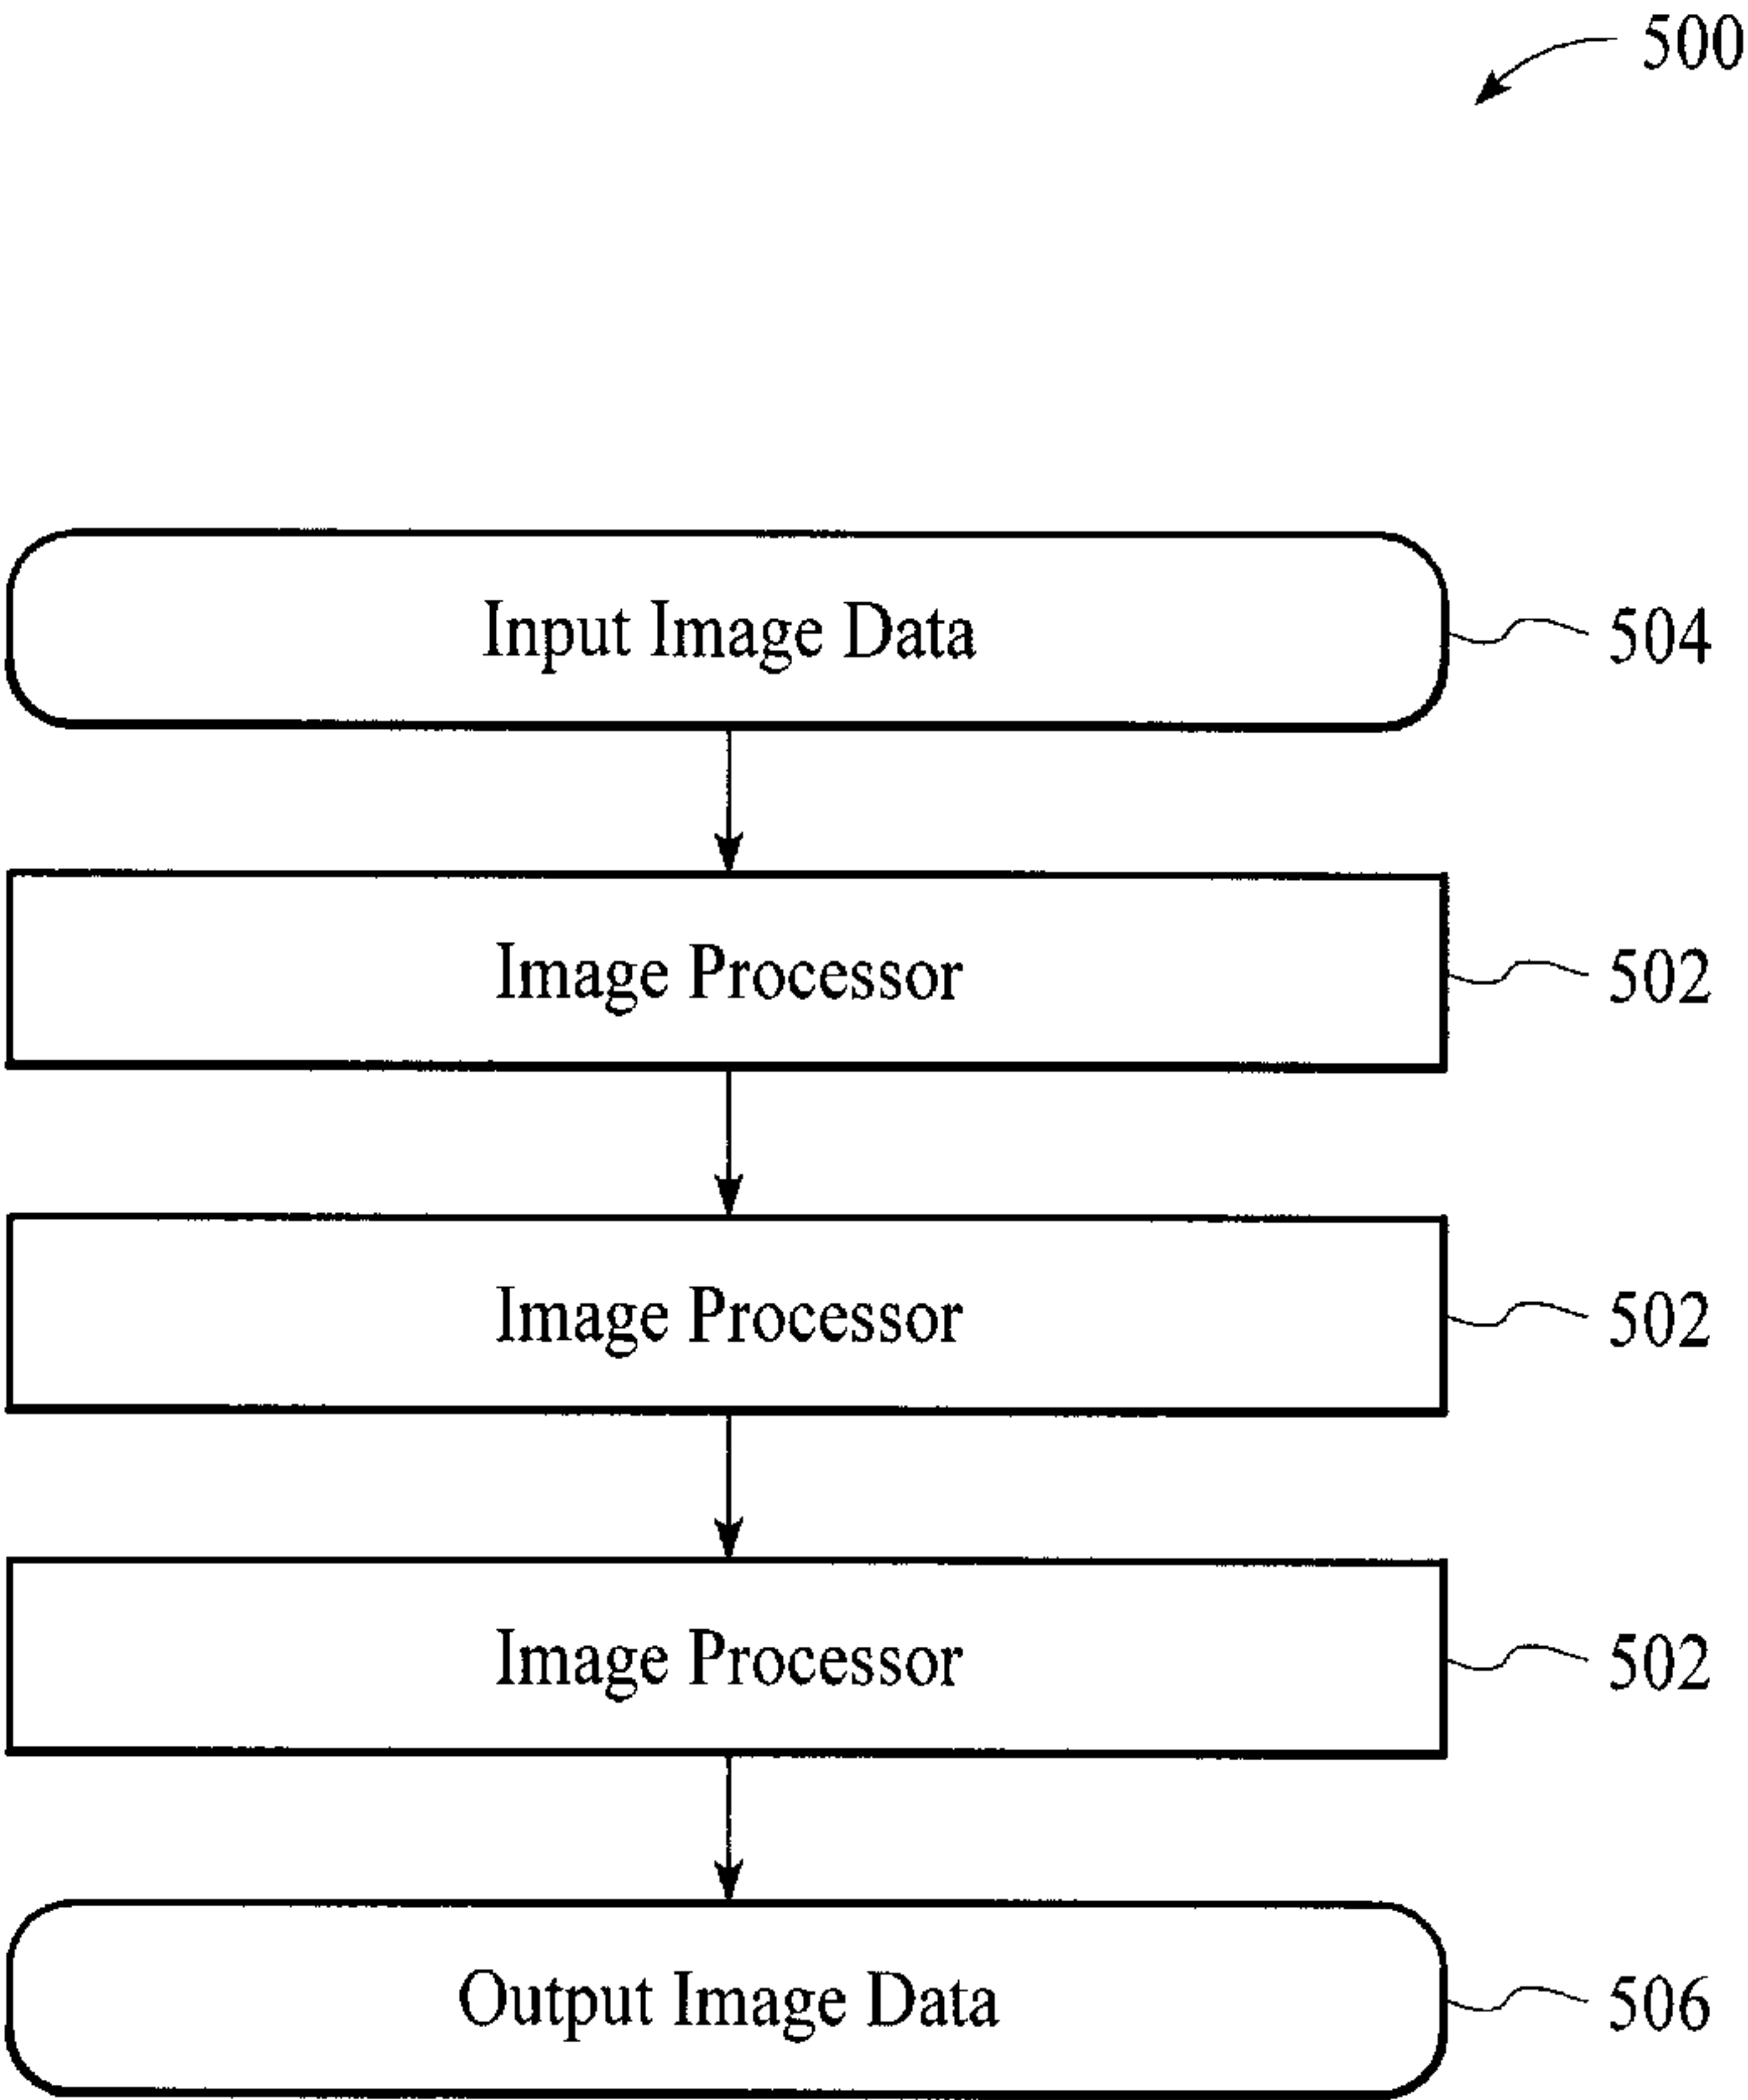 500
Input Image Data
504
Image Processor
502
Image Processor
502
Image Processor
502
Output Image Data
506